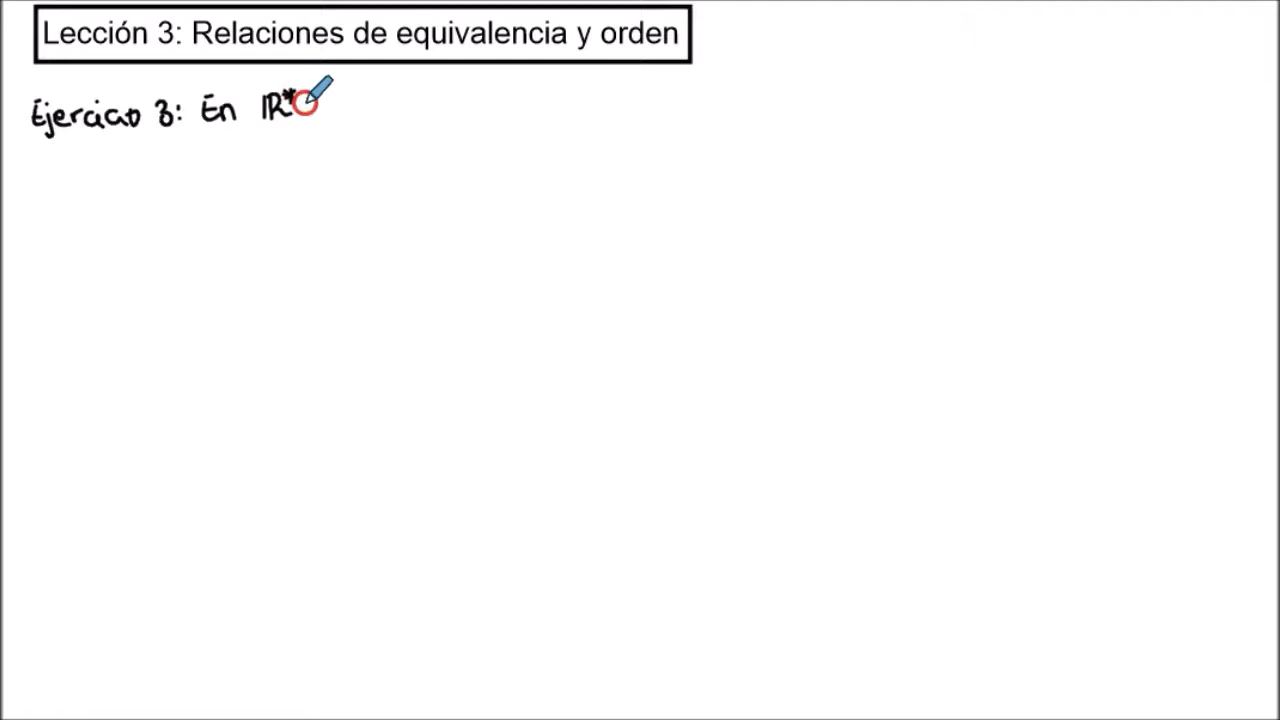 Lección 3: Relaciones de equivalencia y orden
Ejercicio 3: En ℝ*